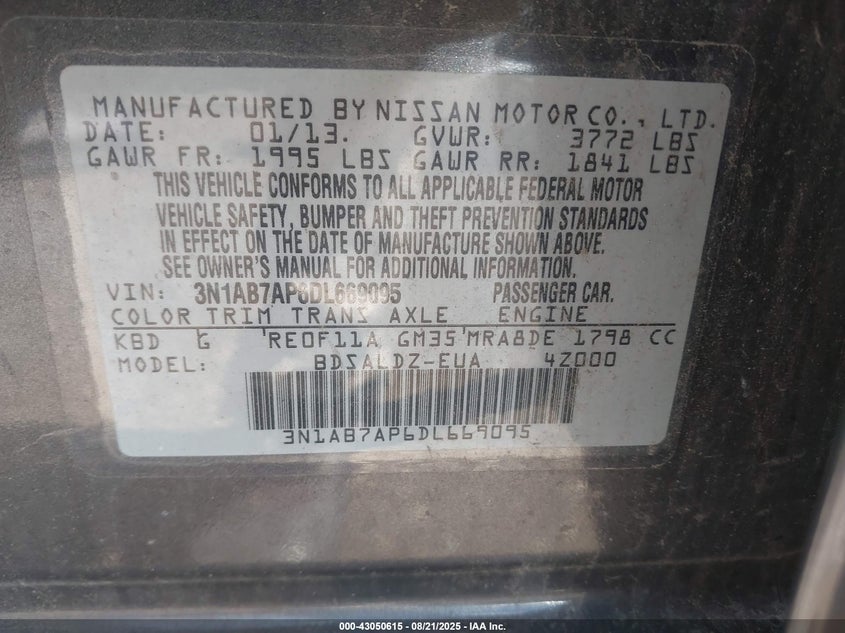 MANUFACTURED BY NISSAN MOTOR CO., LTD.
DATE: 01/13. GVWR: 3772 LBS
GAWR FR: 1995 LBS GAWR RR: 1841 LBS
THIS VEHICLE CONFORMS TO ALL APPLICABLE FEDERAL MOTOR
VEHICLE SAFETY, BUMPER AND THEFT PREVENTION STANDARDS
IN EFFECT ON THE DATE OF MANUFACTURE SHOWN ABOVE.
SEE OWNER'S MANUAL FOR ADDITIONAL INFORMATION.
VIN: 3N1AB7AP6DL669095 PASSENGER CAR.
COLOR TRIM TRANS AXLE ENGINE
KBD G 'REOF11A GM35'MRA8DE 1798 CC
MODEL: BDSALDZ-EUA 4Z000
3N1AB7AP6DL669095
000-43050615 - 08/21/2025 - IAA Inc.